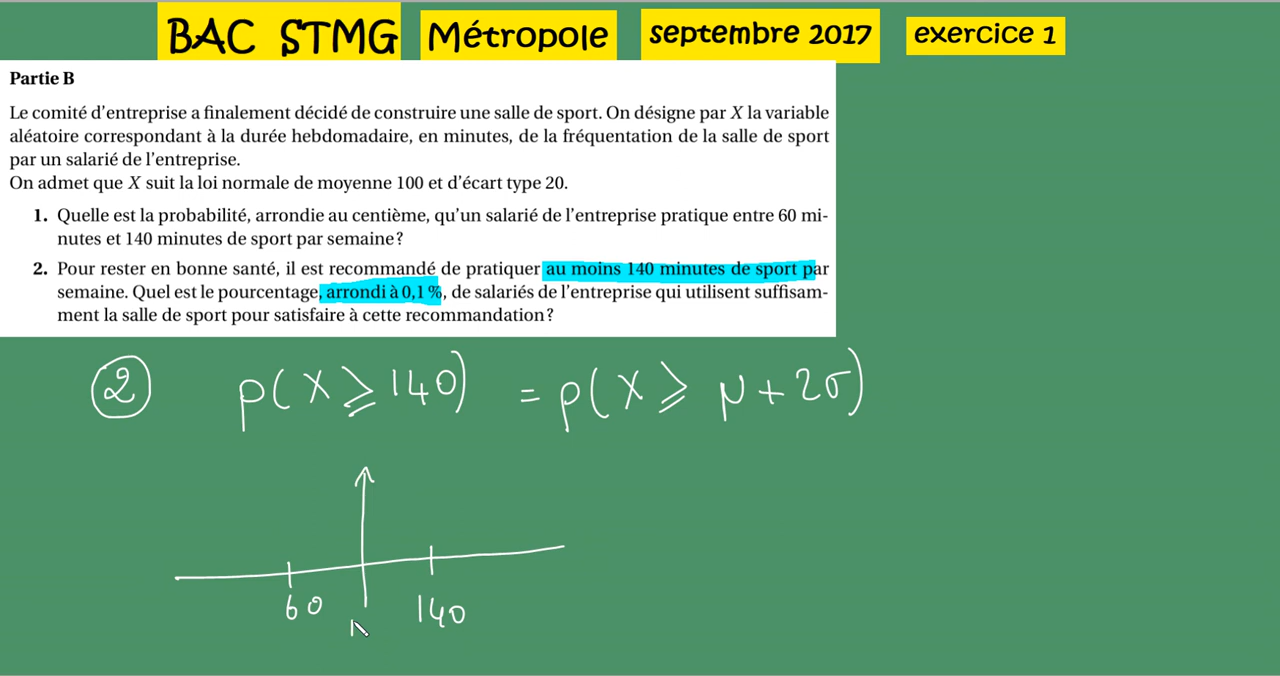 BAC STMG Métropole septembre 2017 exercice 1
Partie B
Le comité d'entreprise a finalement décidé de construire une salle de sport. On désigne par X la variable
aléatoire correspondant à la durée hebdomadaire, en minutes, de la fréquentation de la salle de sport
par un salarié de l'entreprise.
On admet que X suit la loi normale de moyenne 100 et d'écart type 20.
1. Quelle est la probabilité, arrondie au centième, qu'un salarié de l'entreprise pratique entre 60 mi-
nutes et 140 minutes de sport par semaine ?
2. Pour rester en bonne santé, il est recommandé de pratiquer au moins 140 minutes de sport par
semaine. Quel est le pourcentage, arrondi à 0,1 %, de salariés de l'entreprise qui utilisent suffisam-
ment la salle de sport pour satisfaire à cette recommandation ?
2 p(X ⩾ 140) = p(X ⩾ μ + 2σ)
60 140